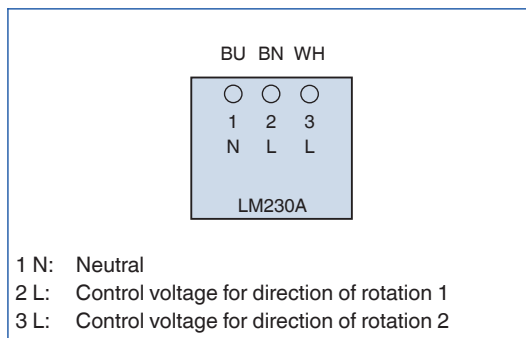 BU BN WH
1 2 3
N L L
LM230A
1 N: Neutral
2 L: Control voltage for direction of rotation 1
3 L: Control voltage for direction of rotation 2